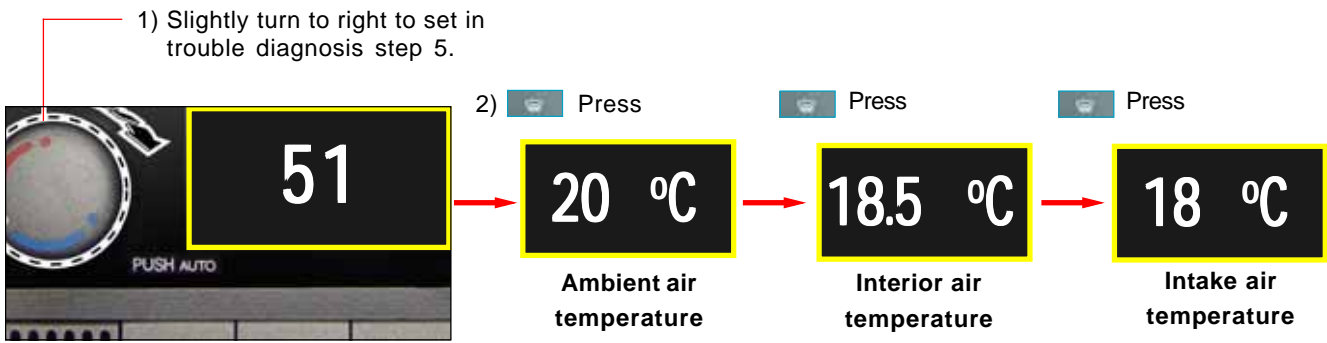 1) Slightly turn to right to set in
trouble diagnosis step 5.
51
PUSH AUTO
2) Press
20 ºC
Ambient air
temperature
Press
18.5 ºC
Interior air
temperature
Press
18 ºC
Intake air
temperature